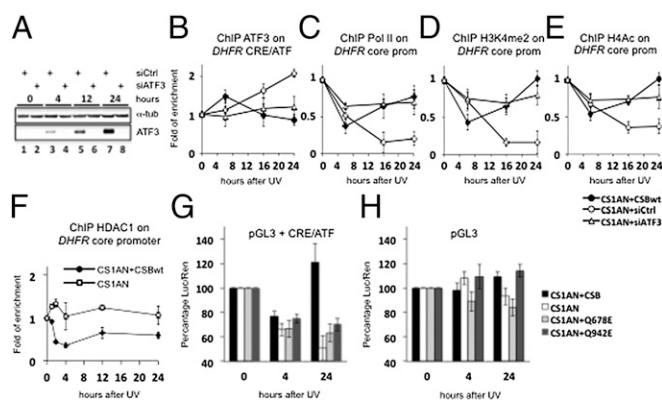 A
siCtrl + + + +
siATF3 + + + +
0 4 12 24 hours
α-tub
ATF3
1 2 3 4 5 6 7 8
B
ChIP ATF3 on
DHFR CRE/ATF
Fold of enrichment
2
1
0
0 4 8 12 16 20 24
hours after UV
C
ChIP Pol II on
DHFR core prom
1
0.5
0
0 4 8 12 16 20 24
hours after UV
D
ChIP H3K4me2 on
DHFR core prom
1
0.5
0
0 4 8 12 16 20 24
hours after UV
E
ChIP H4Ac on
DHFR core prom
1
0.5
0
0 4 8 12 16 20 24
hours after UV
CS1AN+CSBwt
CS1AN+siCtrl
CS1AN+siATF3
F
ChIP HDAC1 on
DHFR core promoter
CS1AN+CSBwt
CS1AN
Fold of enrichment
2
1
0
0 4 8 12 16 20 24
hours after UV
G
pGL3 + CRE/ATF
Percentage Luc/Ren
140
120
100
80
60
40
0 4 24
hours after UV
H
pGL3
Percentage Luc/Ren
140
120
100
80
60
40
0 4 24
hours after UV
CS1AN+CSB
CS1AN
CS1AN+Q678E
CS1AN+Q942E